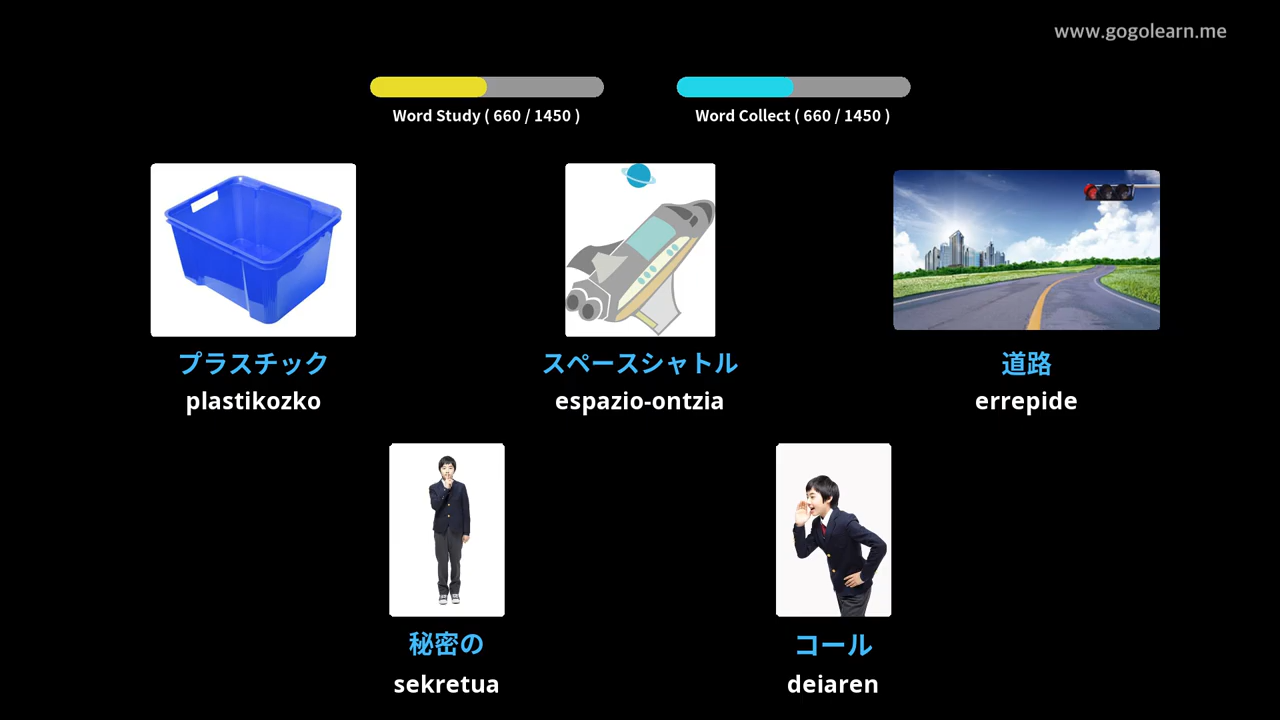 www.gogolearn.me
Word Study ( 660 / 1450 )
Word Collect ( 660 / 1450 )
プラスチック
plastikozko
スペースシャトル
espazio-ontzia
道路
errepide
秘密の
sekretua
コール
deiaren